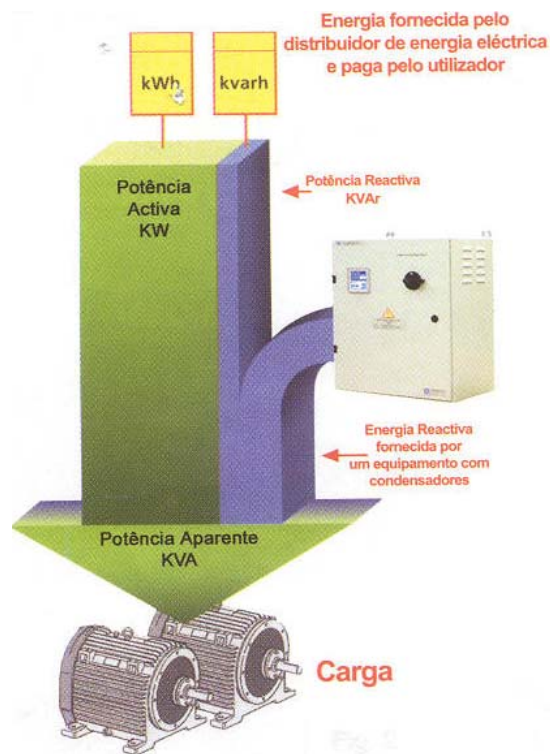 Energia fornecida pelo
distribuidor de energia eléctrica
e paga pelo utilizador
kWh
kvarh
Potência
Activa
KW
Potência Reactiva
KVAr
Energia Reactiva
fornecida por
um equipamento com
condensadores
Potência Aparente
KVA
Carga